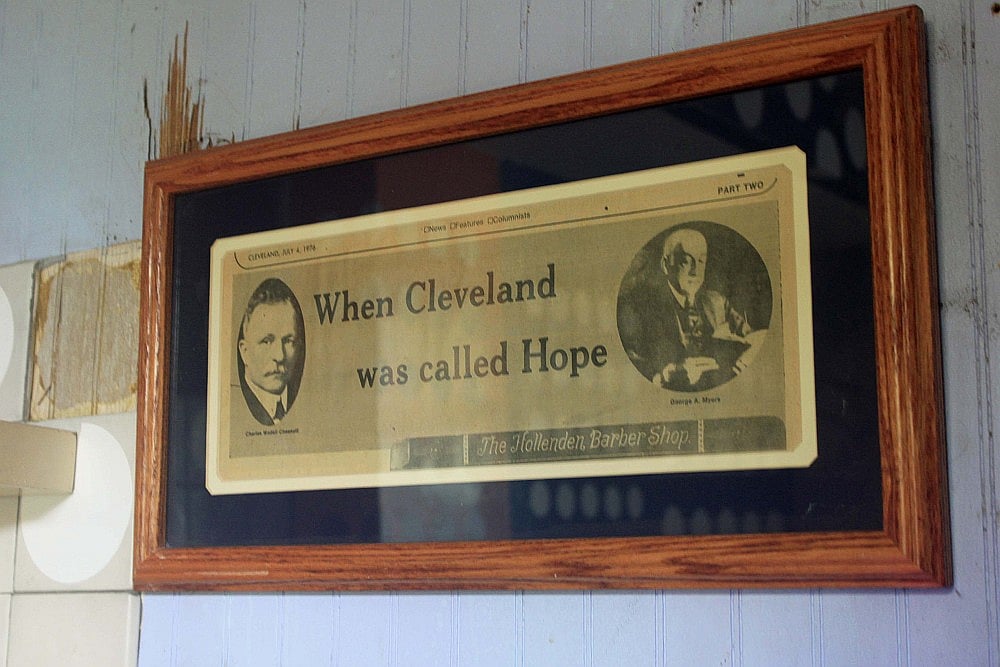 PART TWO
☐News ☐Features ☐Columnists
CLEVELAND, JULY 4, 1976
When Cleveland
was called Hope
George A. Myers
Charles Waddell Chesnutt
The Hollenden Barber Shop.